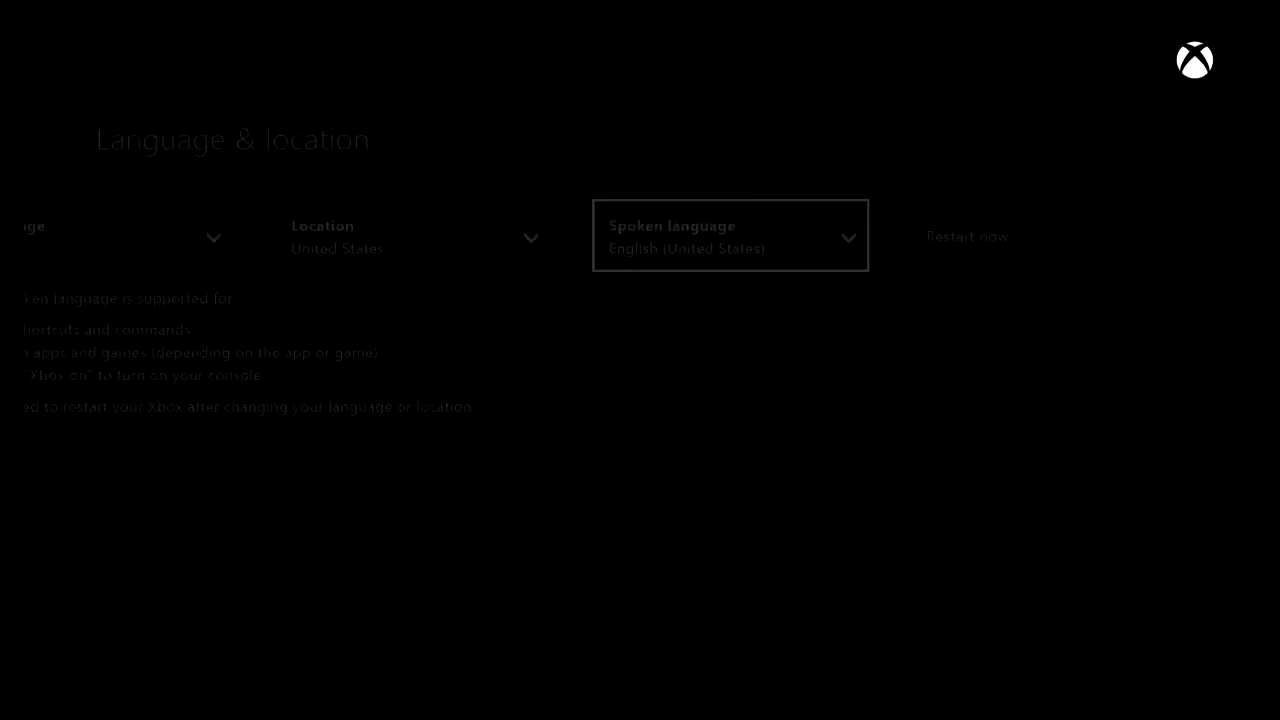 Language & location
ge
Location
United States
Spoken language
English (United States)
Restart now
ken language is supported for
hortcuts and commands
n apps and games (depending on the app or game)
"Xbox on" to turn on your console
ed to restart your Xbox after changing your language or location